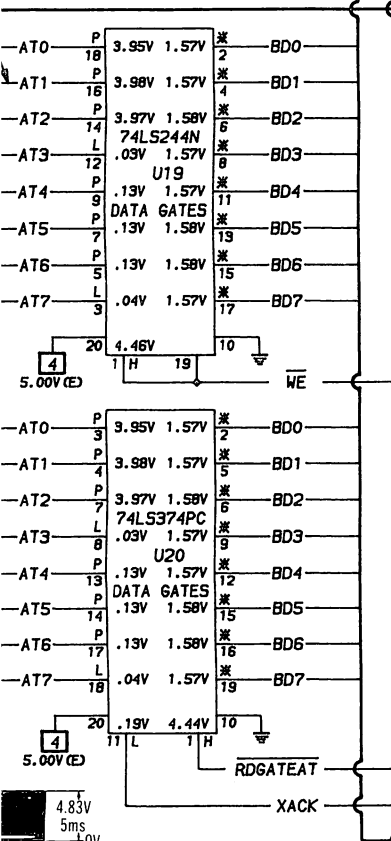 P ※
AT0 3.95V 1.57V BD0
18 2
P ※
AT1 3.98V 1.57V BD1
16 4
P ※
AT2 3.97V 1.58V BD2
14 6
74LS244N
L ※
AT3 .03V 1.57V BD3
12 8
U19
P ※
AT4 .13V 1.57V BD4
9 11
DATA GATES
P ※
AT5 .13V 1.58V BD5
7 13
P ※
AT6 .13V 1.58V BD6
5 15
L ※
AT7 .04V 1.57V BD7
3 17
20 4.46V 10
4 1 H 19
5.00V(E) WE
P ※
AT0 3.95V 1.57V BD0
3 2
P ※
AT1 3.98V 1.57V BD1
4 5
P ※
AT2 3.97V 1.58V BD2
7 6
74LS374PC
L ※
AT3 .03V 1.57V BD3
8 9
U20
P ※
AT4 .13V 1.57V BD4
13 12
DATA GATES
P ※
AT5 .13V 1.58V BD5
14 15
P ※
AT6 .13V 1.58V BD6
17 16
L ※
AT7 .04V 1.57V BD7
18 19
20 .19V 4.44V 10
4 11 L 1 H
5.00V(E)
RDGATEAT
XACK
4.83V
5ms
0V